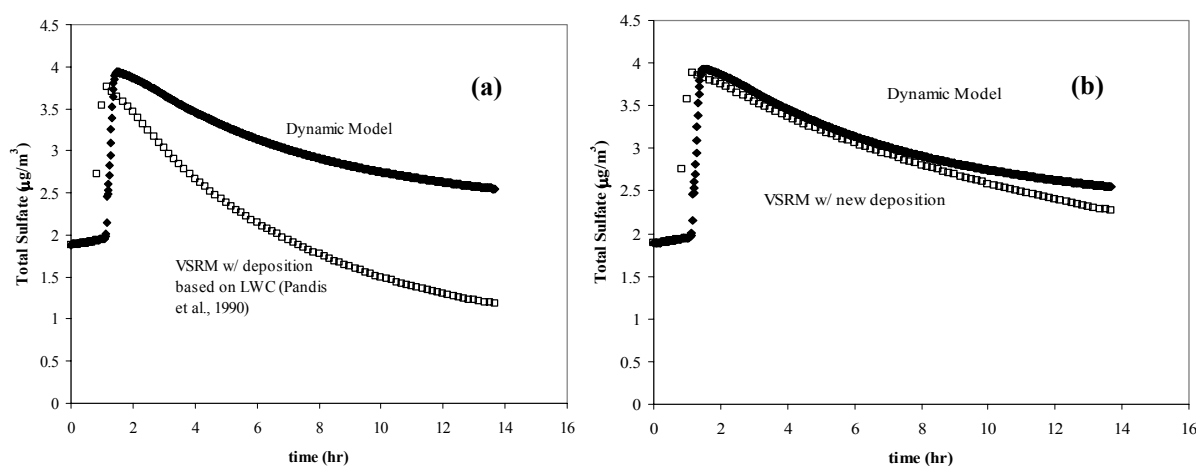 4.5
4
3.5
3
2.5
2
1.5
1
0.5
0
Total Sulfate (μg/m³)
(a)
Dynamic Model
VSRM w/ deposition
based on LWC (Pandis
et al., 1990)
0 2 4 6 8 10 12 14 16
time (hr)
4.5
4
3.5
3
2.5
2
1.5
1
0.5
0
Total Sulfate (μg/m³)
(b)
Dynamic Model
VSRM w/ new deposition
0 2 4 6 8 10 12 14 16
time (hr)